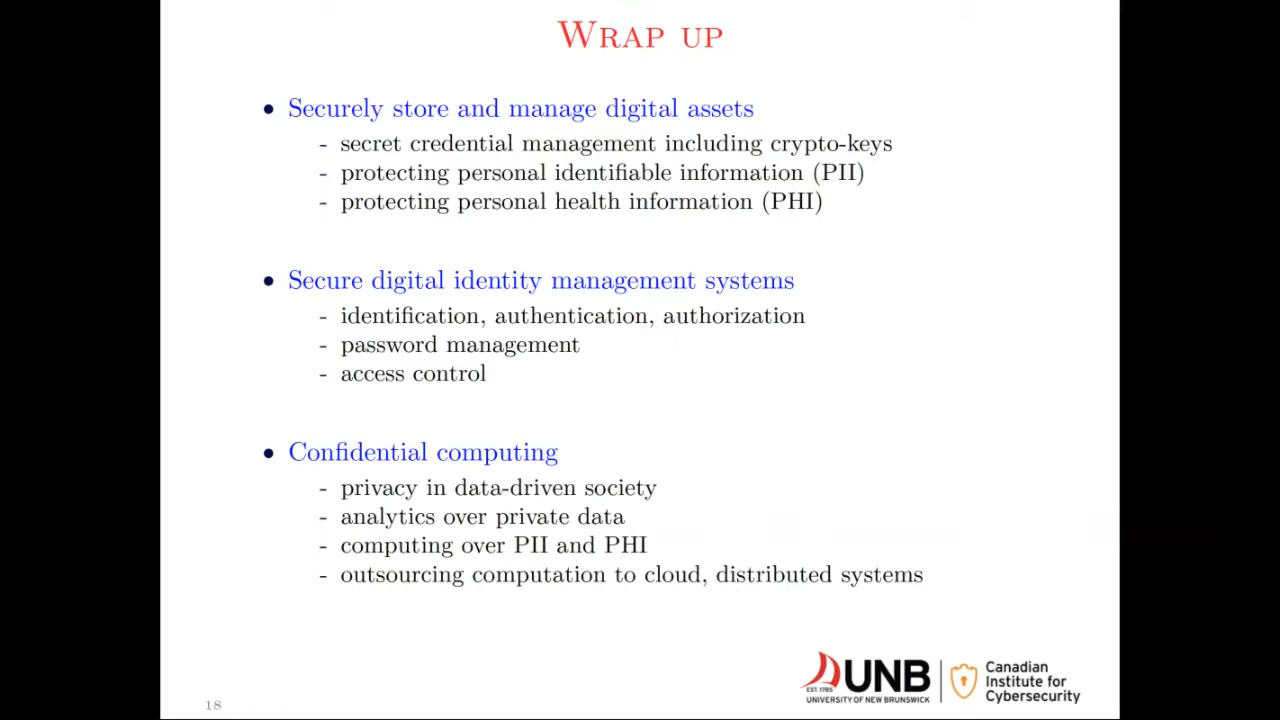 WRAP UP
• Securely store and manage digital assets
- secret credential management including crypto-keys
- protecting personal identifiable information (PII)
- protecting personal health information (PHI)
• Secure digital identity management systems
- identification, authentication, authorization
- password management
- access control
• Confidential computing
- privacy in data-driven society
- analytics over private data
- computing over PII and PHI
- outsourcing computation to cloud, distributed systems
EST. 1785
UNB
UNIVERSITY OF NEW BRUNSWICK
Canadian
Institute for
Cybersecurity
18